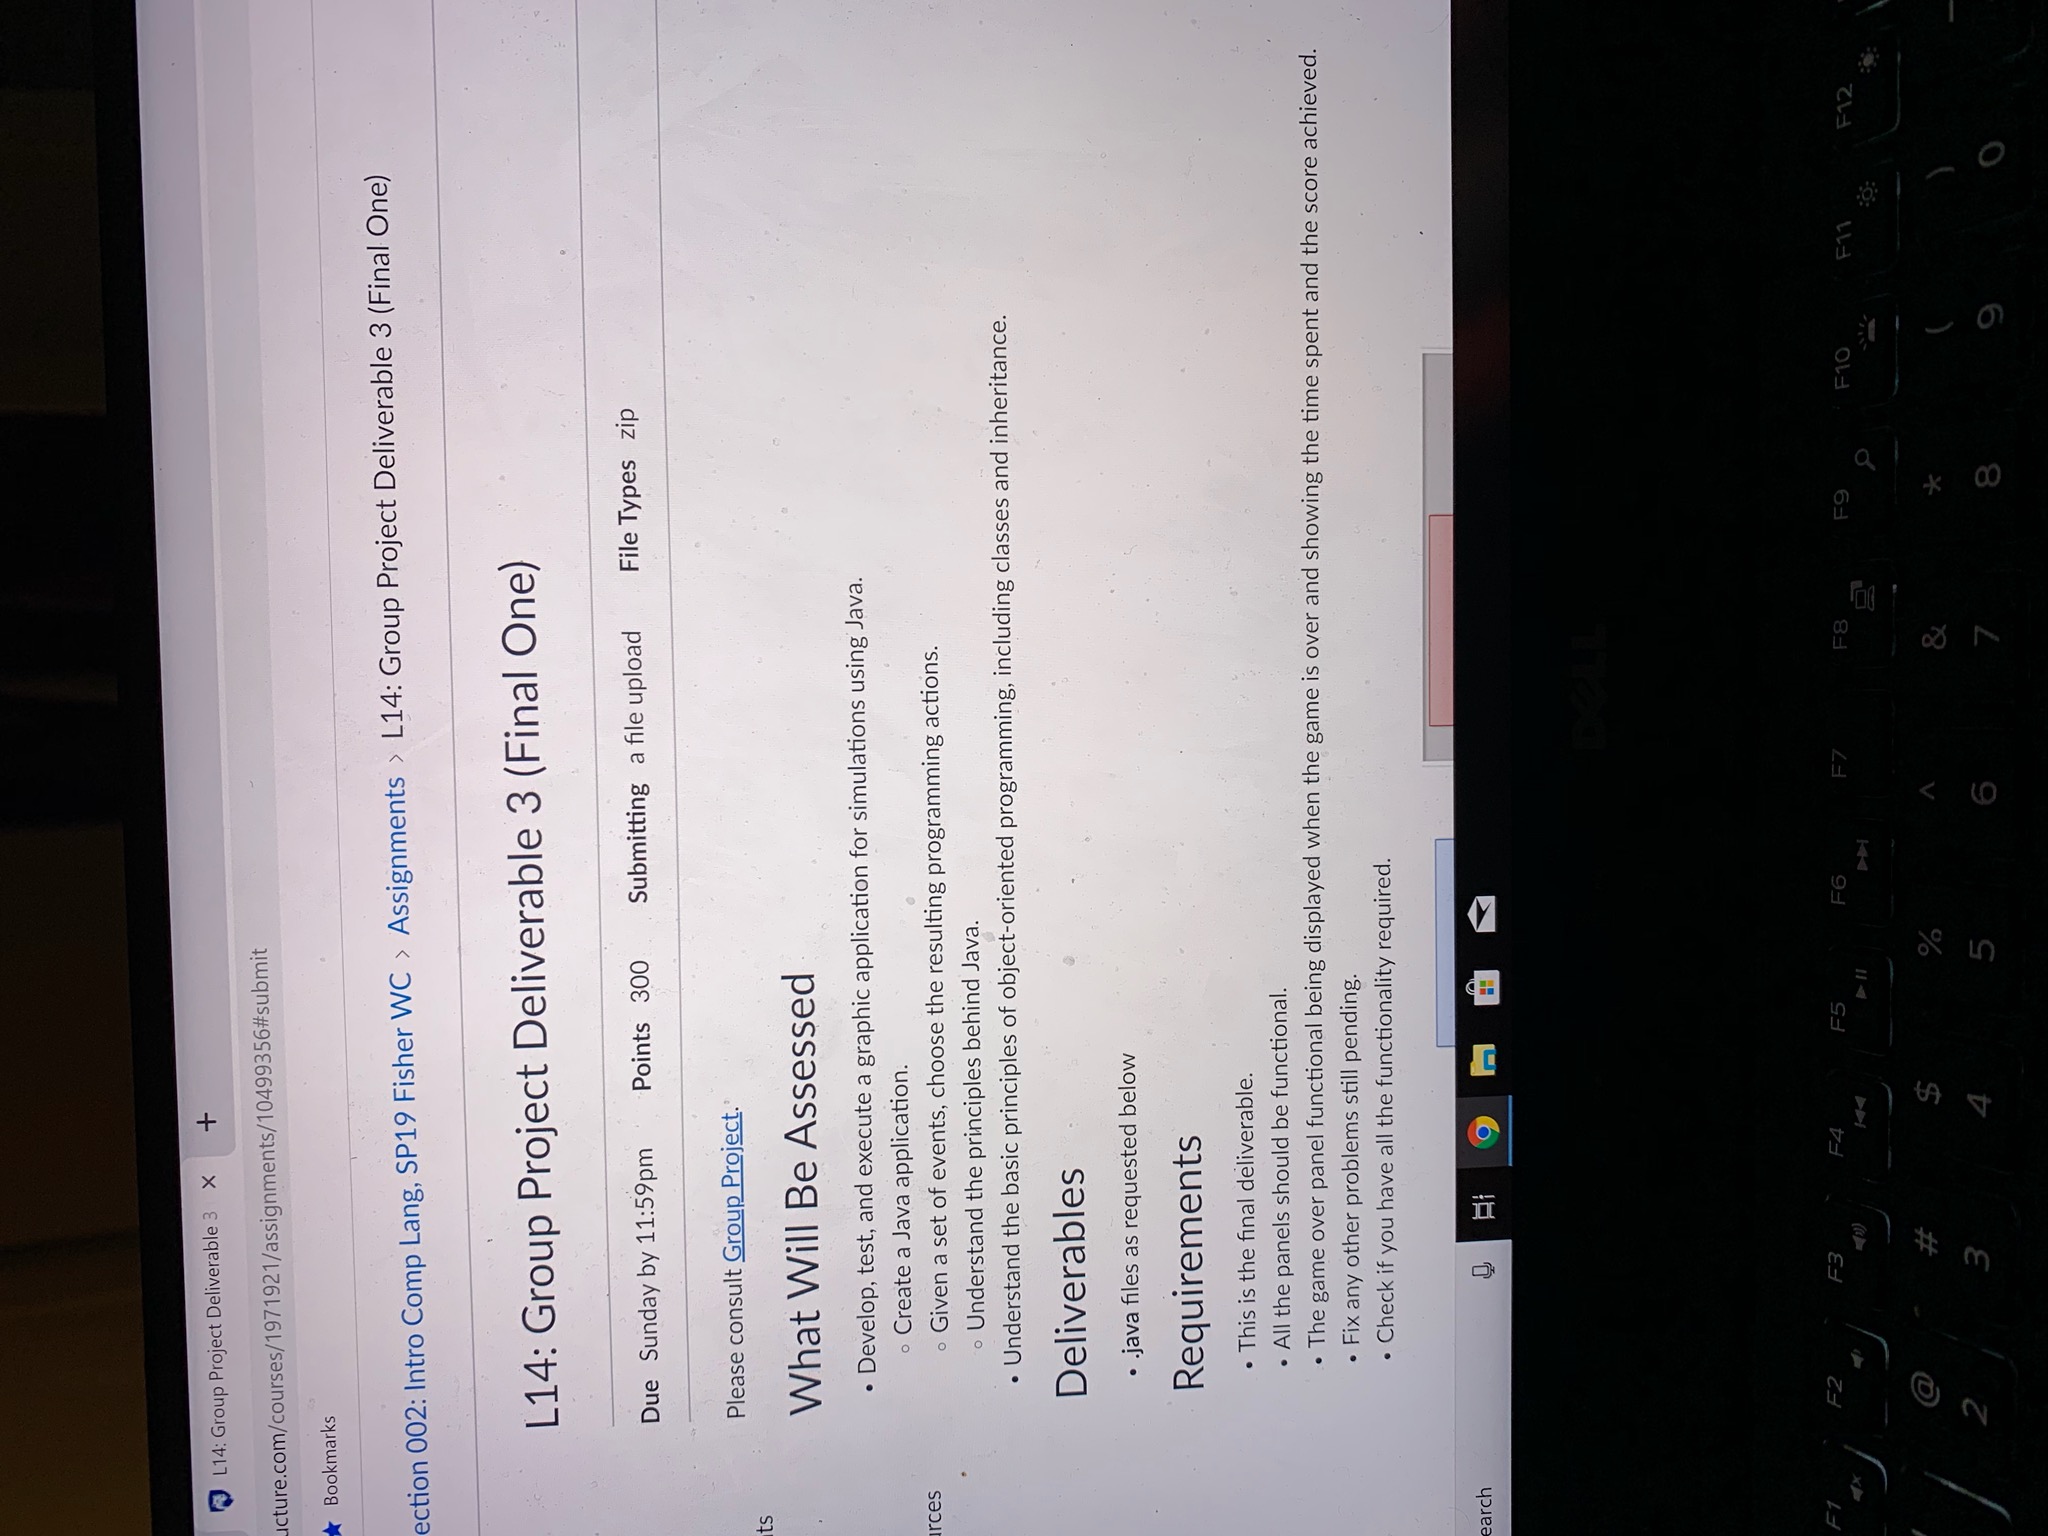 L14: Group Project Deliverable 3 × +
ucture.com/courses/1971921/assignments/10499356#submit
Bookmarks
ection 002: Intro Comp Lang, SP19 Fisher WC > Assignments > L14: Group Project Deliverable 3 (Final One)
L14: Group Project Deliverable 3 (Final One)
Due Sunday by 11:59pm Points 300 Submitting a file upload File Types zip
Please consult Group Project.
ts
What Will Be Assessed
• Develop, test, and execute a graphic application for simulations using Java.
◦ Create a Java application.
urces
◦ Given a set of events, choose the resulting programming actions.
◦ Understand the principles behind Java.
• Understand the basic principles of object-oriented programming, including classes and inheritance.
Deliverables
• .java files as requested below
Requirements
• This is the final deliverable.
• All the panels should be functional.
• The game over panel functional being displayed when the game is over and showing the time spent and the score achieved.
• Fix any other problems still pending.
• Check if you have all the functionality required.
earch
DELL
F1 F2 F3 F4 F5 F6 F7 F8 F9 F10 F11 F12
@ # $ % ^ & * ( )
2 3 4 5 6 7 8 9 0